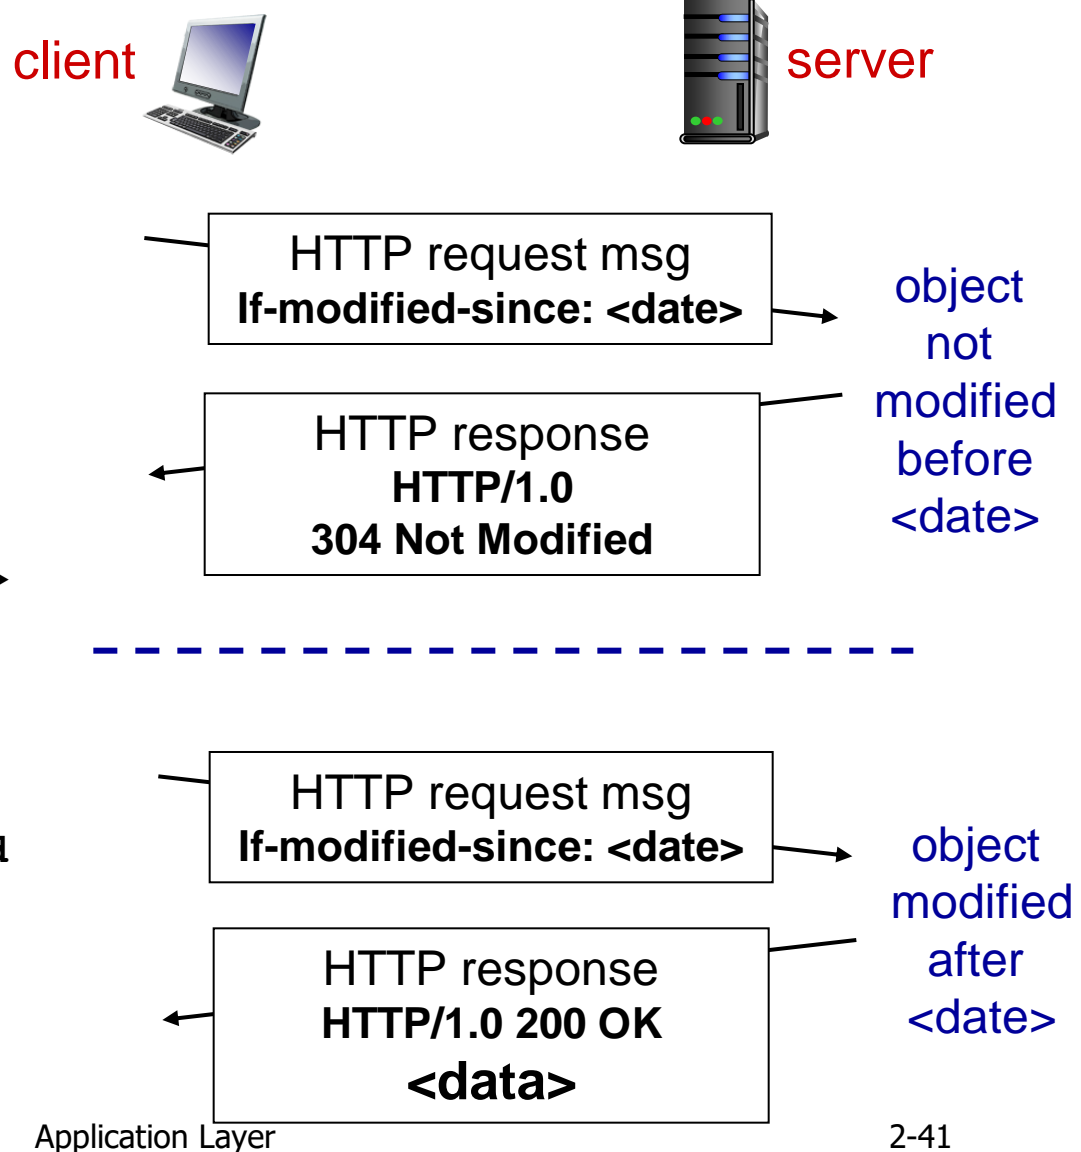 client
server
HTTP request msg
If-modified-since: <date>
object
not
modified
before
<date>
HTTP response
HTTP/1.0
304 Not Modified
HTTP request msg
If-modified-since: <date>
object
modified
after
<date>
HTTP response
HTTP/1.0 200 OK
<data>
Application Layer
2-41